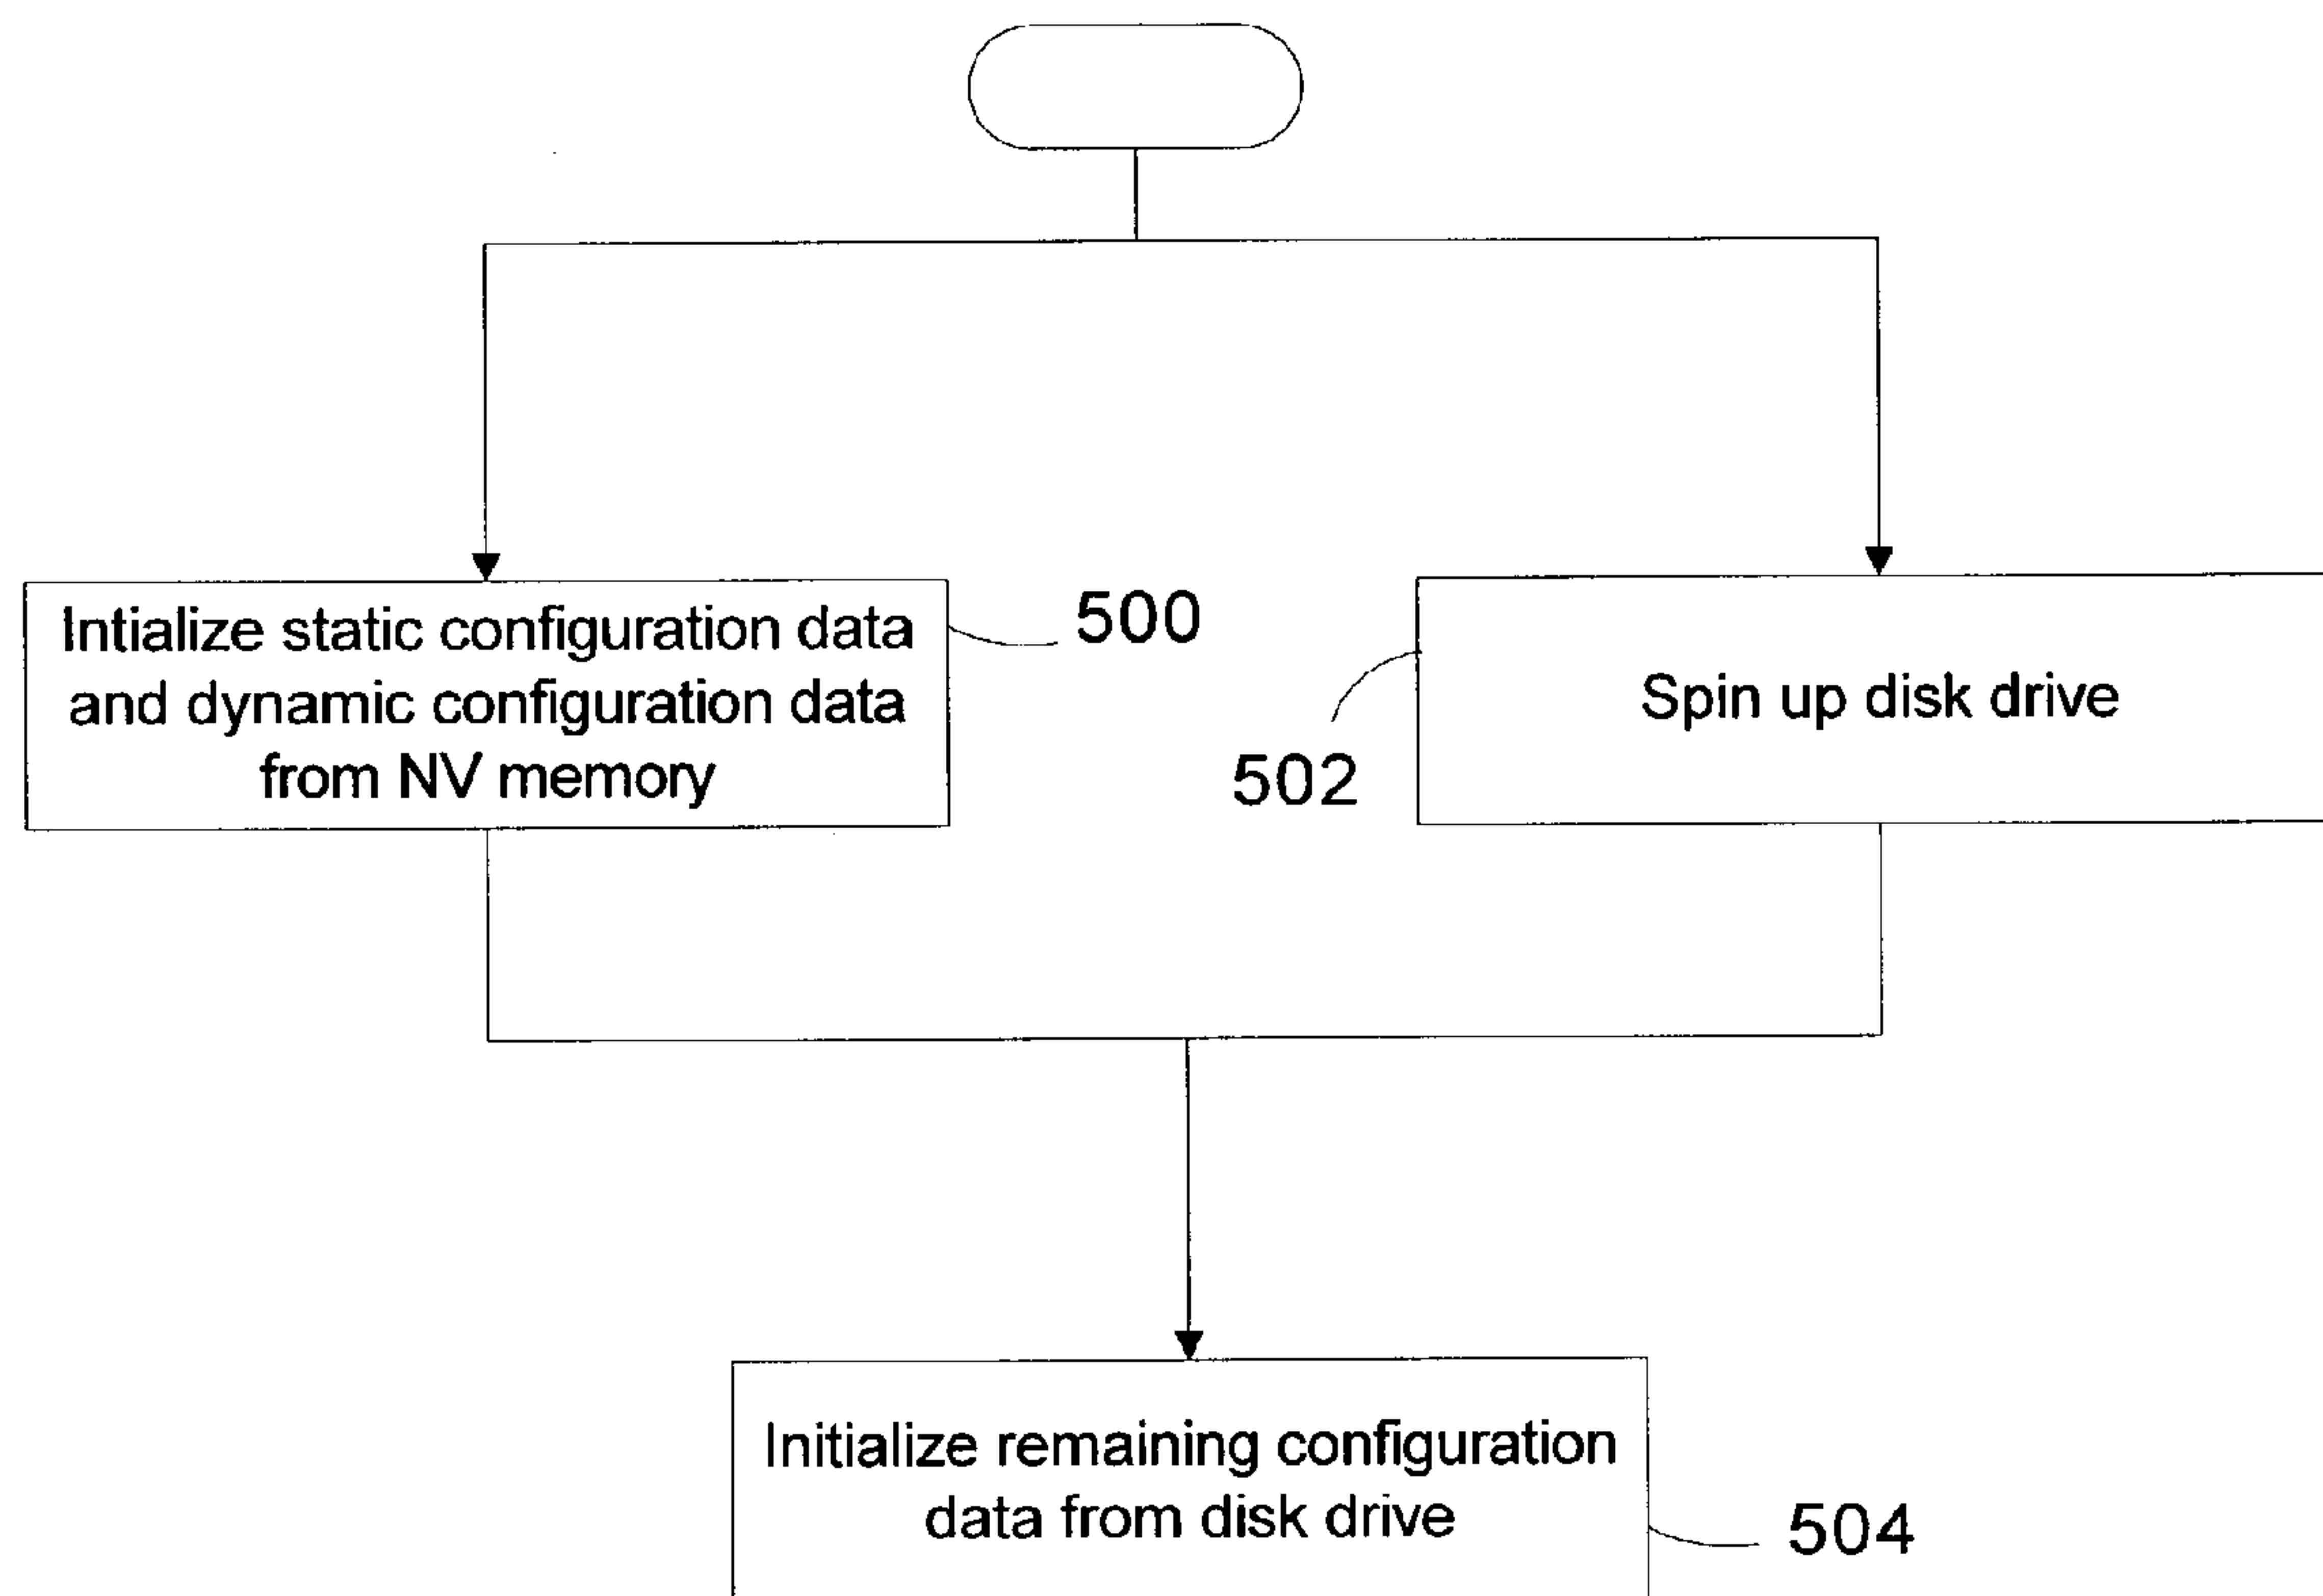 Intialize static configuration data
and dynamic configuration data
from NV memory
500
502
Spin up disk drive
Initialize remaining configuration
data from disk drive
504